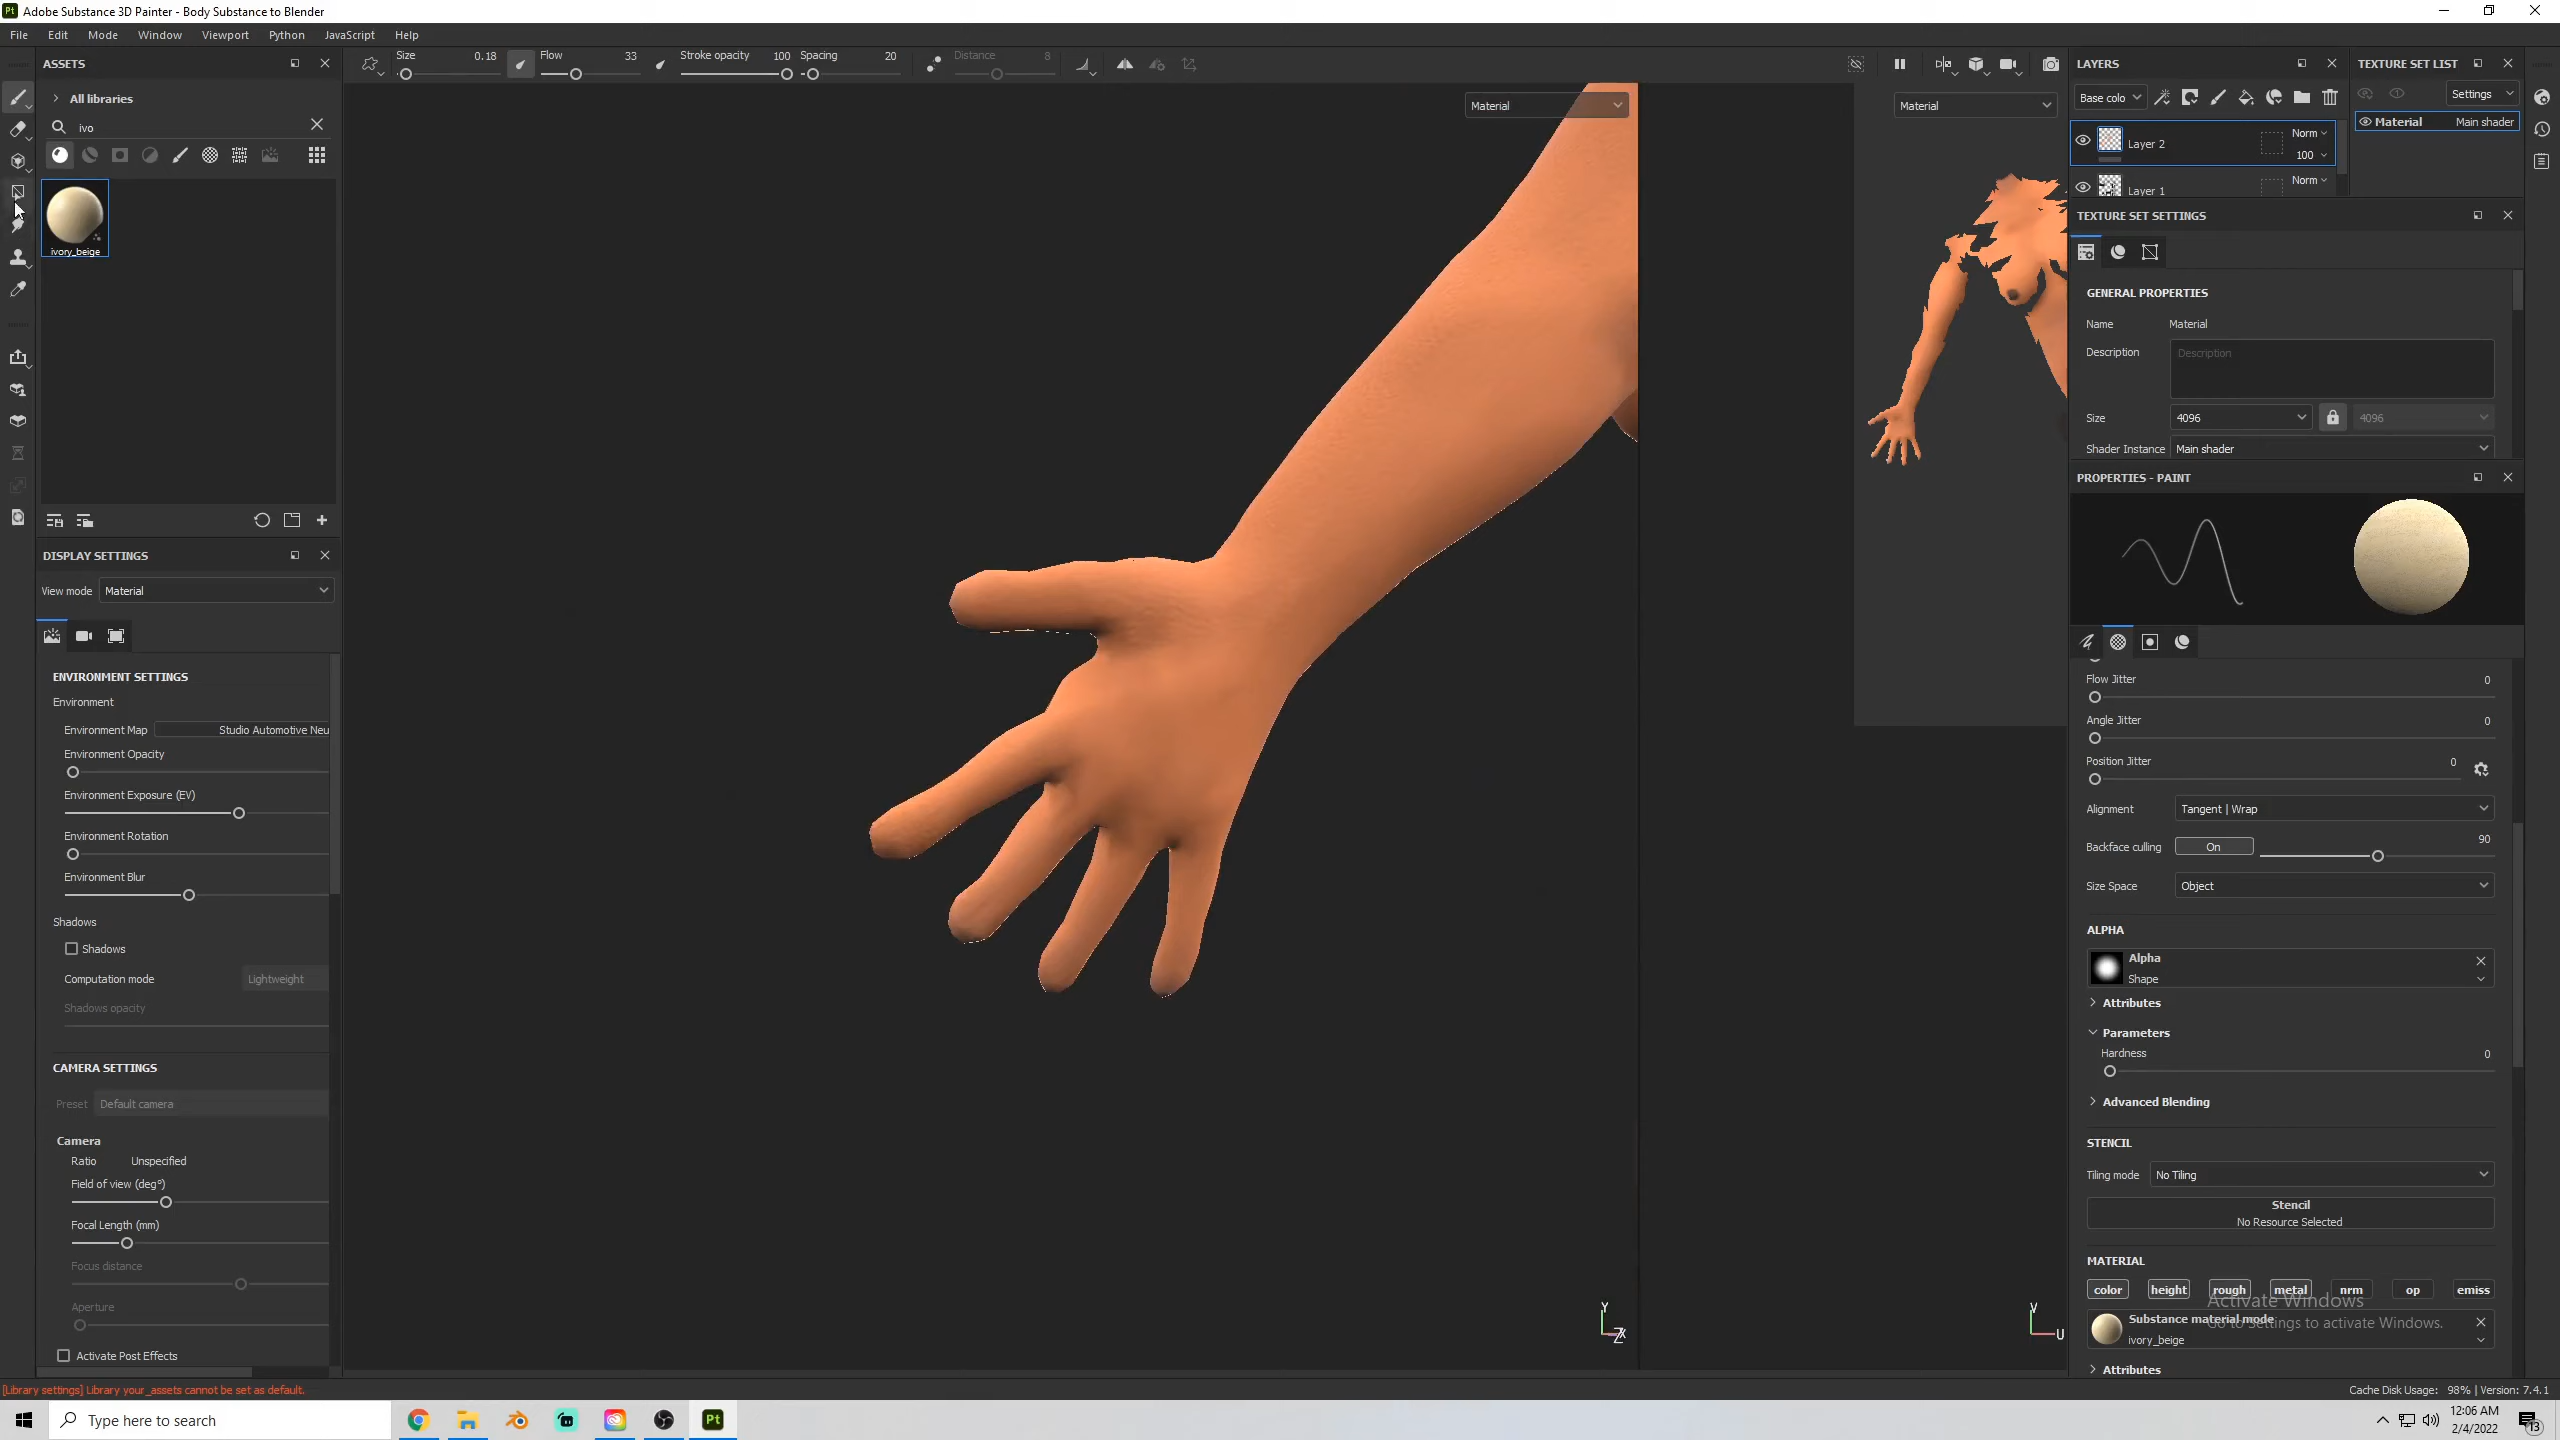 Pt Adobe Substance 3D Painter - Body Substance to Blender
File Edit Mode Window Viewport Python JavaScript Help
ASSETS
Size 0.18 Flow 33 Stroke opacity 100 Spacing 20 Distance 8
All libraries
ivo
ivory_beige
Material
Material
LAYERS
TEXTURE SET LIST
Base colo
Settings
Material Main shader
Layer 2 Norm
100
Layer 1 Norm
TEXTURE SET SETTINGS
GENERAL PROPERTIES
Name Material
Description Description
Size 4096 4096
Shader Instance Main shader
PROPERTIES - PAINT
DISPLAY SETTINGS
View mode Material
ENVIRONMENT SETTINGS
Environment
Environment Map Studio Automotive Neu
Environment Opacity
Environment Exposure (EV)
Environment Rotation
Environment Blur
Shadows
Shadows
Computation mode Lightweight
Shadows opacity
CAMERA SETTINGS
Preset Default camera
Camera
Ratio Unspecified
Field of view (deg°)
Focal Length (mm)
Focus distance
Aperture
Activate Post Effects
Flow Jitter 0
Angle Jitter 0
Position Jitter 0
Alignment Tangent | Wrap
Backface culling On 90
Size Space Object
ALPHA
Alpha
Shape
Attributes
Parameters
Hardness 0
Advanced Blending
STENCIL
Tiling mode No Tiling
Stencil
No Resource Selected
MATERIAL
color height rough metal nrm op emiss
Activate Windows
Substance material mode
Go to Settings to activate Windows.
ivory_beige
Attributes
Y
Z
X
V
U
[Library settings] Library your_assets cannot be set as default.
Cache Disk Usage: 98% | Version: 7.4.1
Type here to search
Pt
12:06 AM
2/4/2022
13